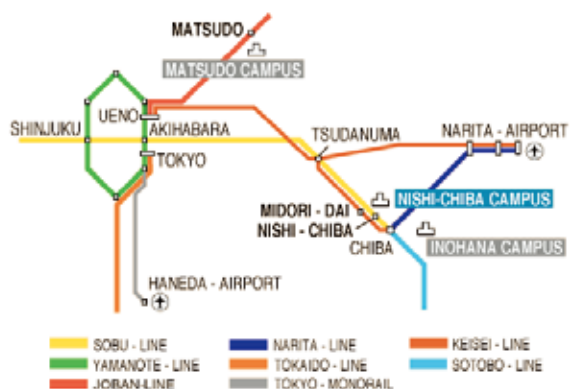 MATSUDO
MATSUDO CAMPUS
UENO
SHINJUKU
AKIHABARA
TOKYO
TSUDANUMA
NARITA - AIRPORT
MIDORI - DAI
NISHI - CHIBA
NISHI-CHIBA CAMPUS
CHIBA
INOHANA CAMPUS
HANEDA - AIRPORT
SOBU - LINE
NARITA - LINE
KEISEI - LINE
YAMANOTE - LINE
TOKAIDO - LINE
SOTOBO - LINE
JOBAN-LINE
TOKYO - MONORAIL